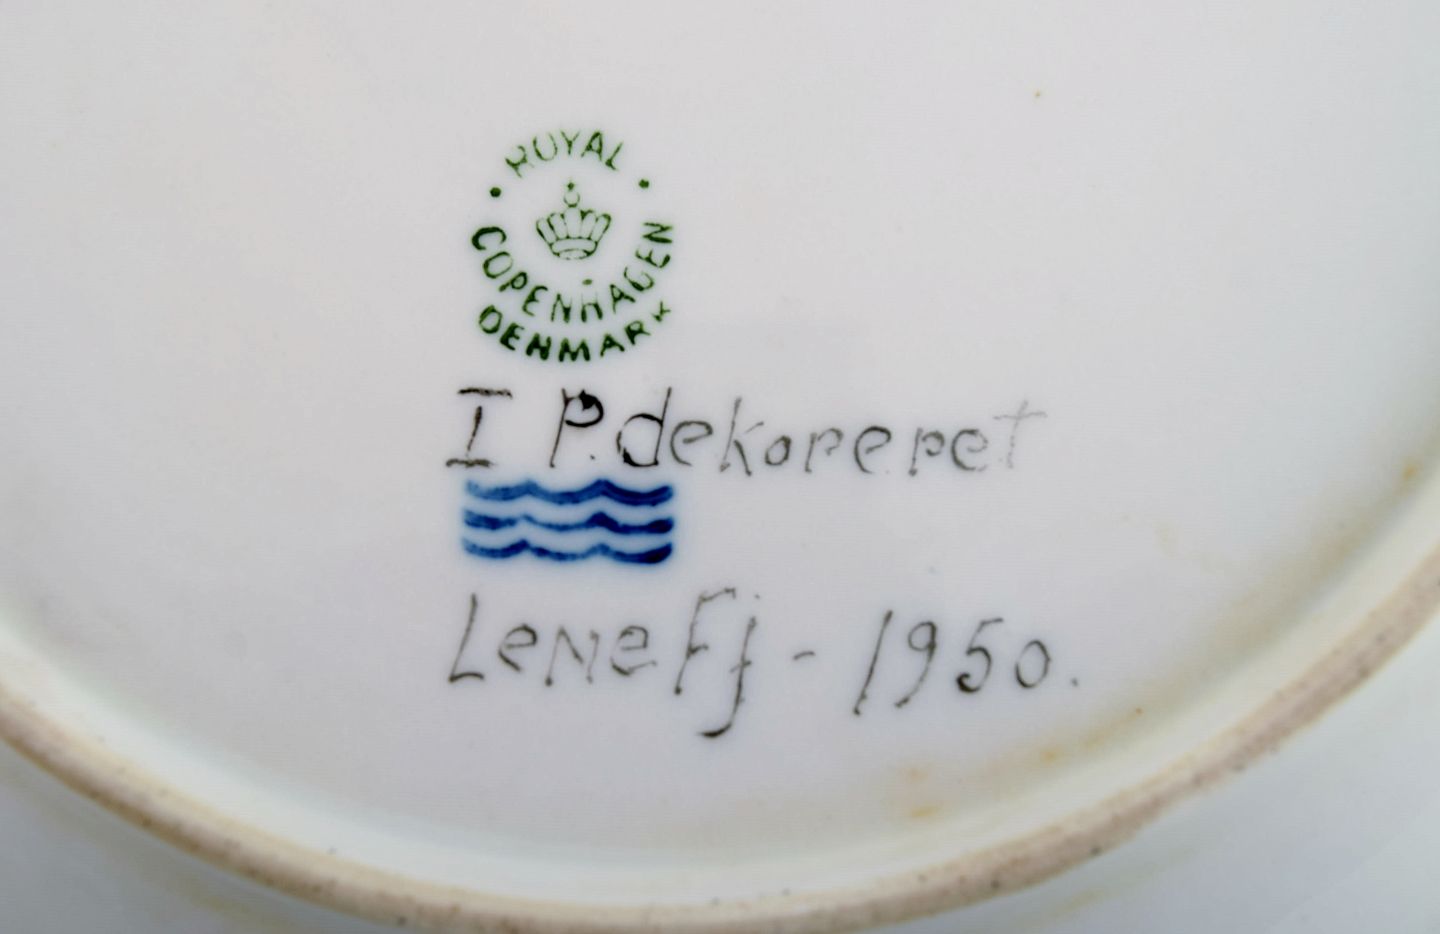 ROYAL
COPENHAGEN
DENMARK
I P. dekoreret
Lene Fj - 1950.